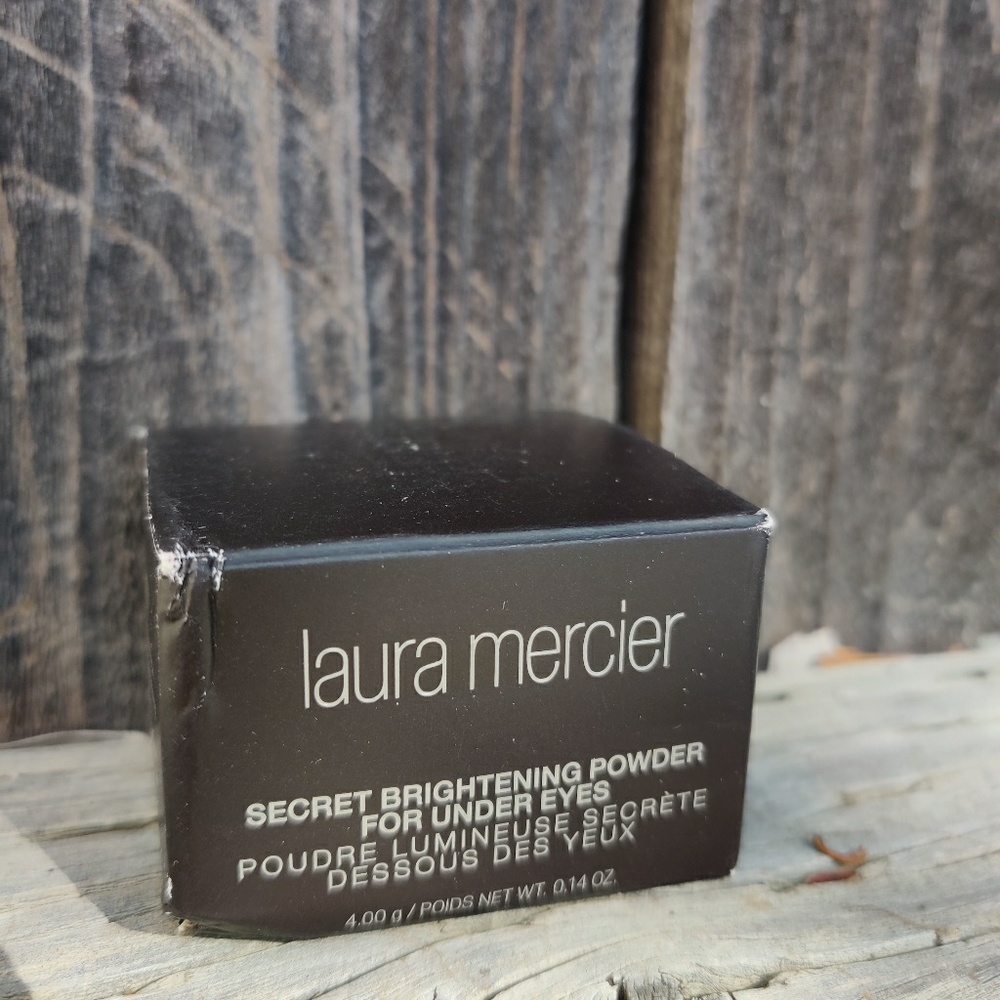 laura mercier
SECRET BRIGHTENING POWDER
FOR UNDER EYES
POUDRE LUMINEUSE SECRÈTE
DESSOUS DES YEUX
4.00 g / POIDS NET WT. 0.14 OZ.